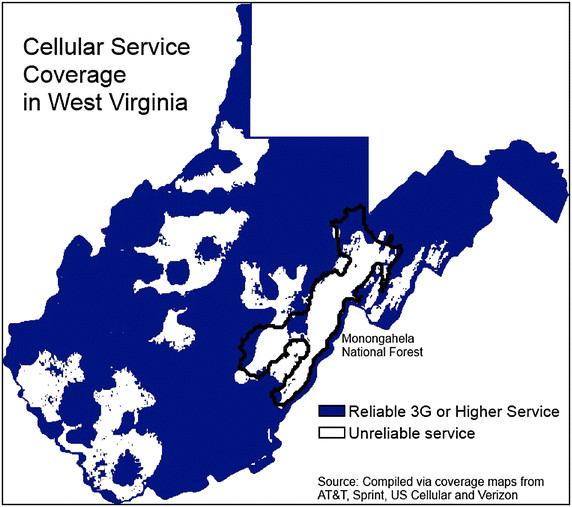 Cellular Service
Coverage
in West Virginia
Monongahela
National Forest
Reliable 3G or Higher Service
Unreliable service
Source: Compiled via coverage maps from
AT&T, Sprint, US Cellular and Verizon